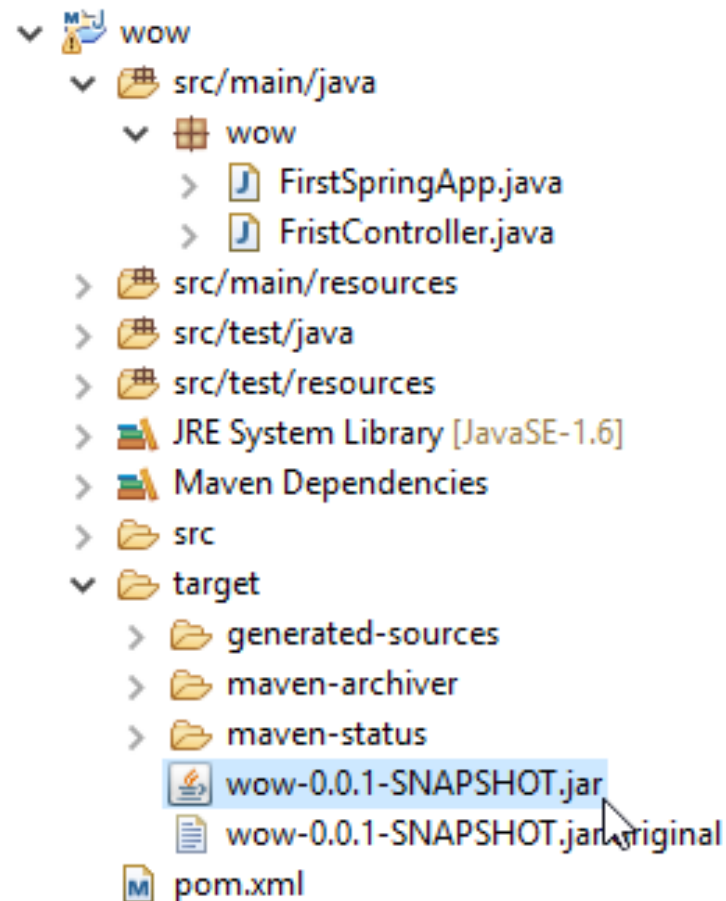 wow
src/main/java
wow
FirstSpringApp.java
FristController.java
src/main/resources
src/test/java
src/test/resources
JRE System Library [JavaSE-1.6]
Maven Dependencies
src
target
generated-sources
maven-archiver
maven-status
wow-0.0.1-SNAPSHOT.jar
wow-0.0.1-SNAPSHOT.jar.original
pom.xml